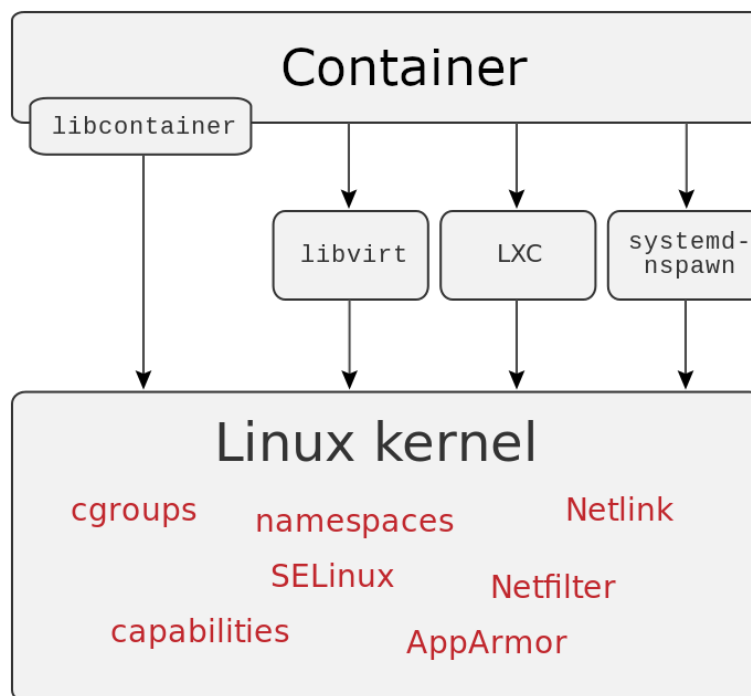 Container
libcontainer
libvirt
LXC
systemd-
nspawn
Linux kernel
cgroups
namespaces
Netlink
SELinux
Netfilter
capabilities
AppArmor